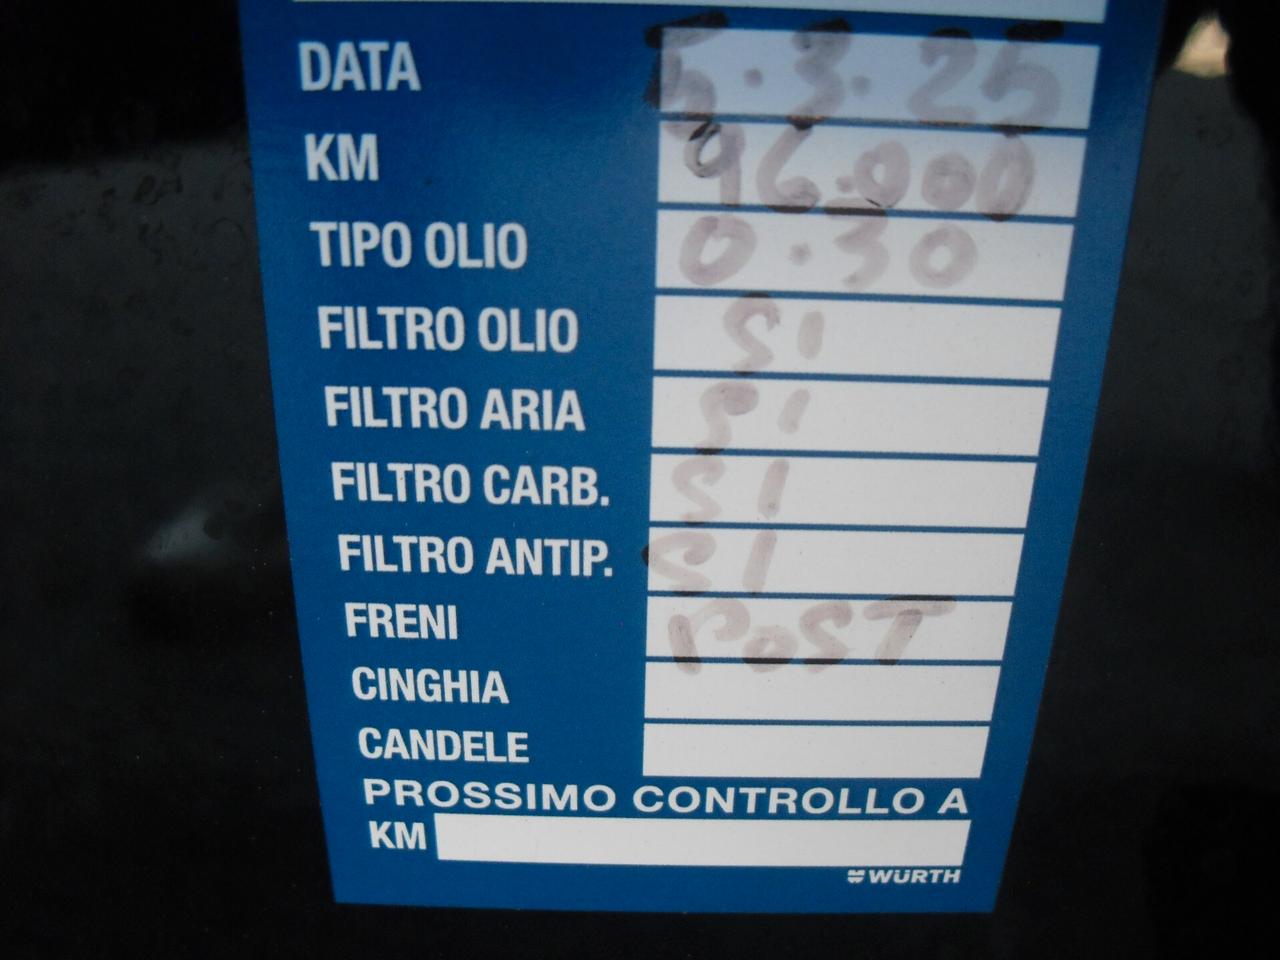 DATA 5.3.25
KM 96.000
TIPO OLIO 0.30
FILTRO OLIO SI
FILTRO ARIA SI
FILTRO CARB. SI
FILTRO ANTIP. SI
FRENI POST
CINGHIA
CANDELE
PROSSIMO CONTROLLO A
KM
WÜRTH